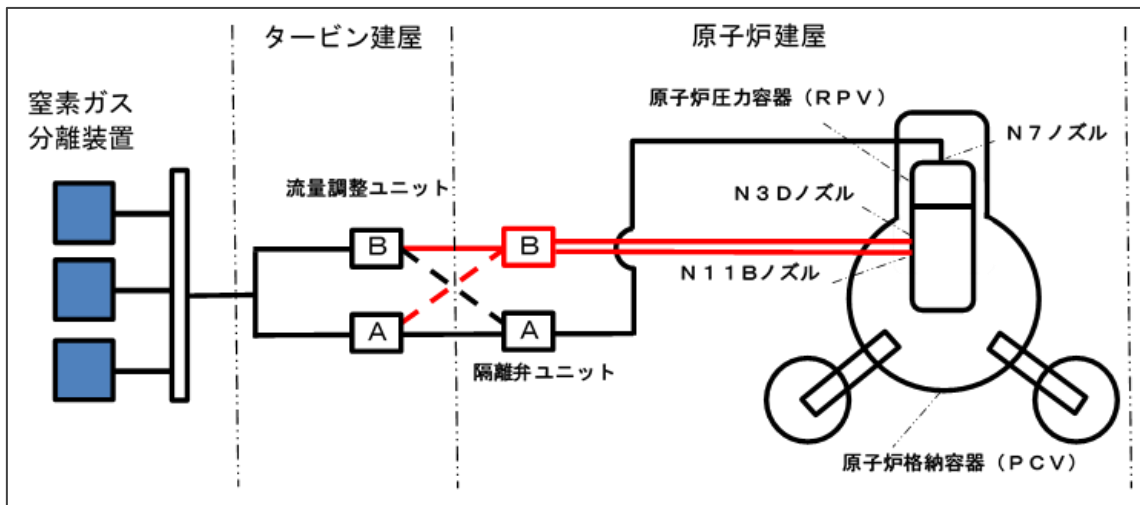 タービン建屋
原子炉建屋
窒素ガス
分離装置
原子炉圧力容器（ＲＰＶ）
Ｎ７ノズル
流量調整ユニット
Ｎ３Ｄノズル
Ｂ
Ｂ
Ｎ１１Ｂノズル
Ａ
Ａ
隔離弁ユニット
原子炉格納容器（ＰＣＶ）